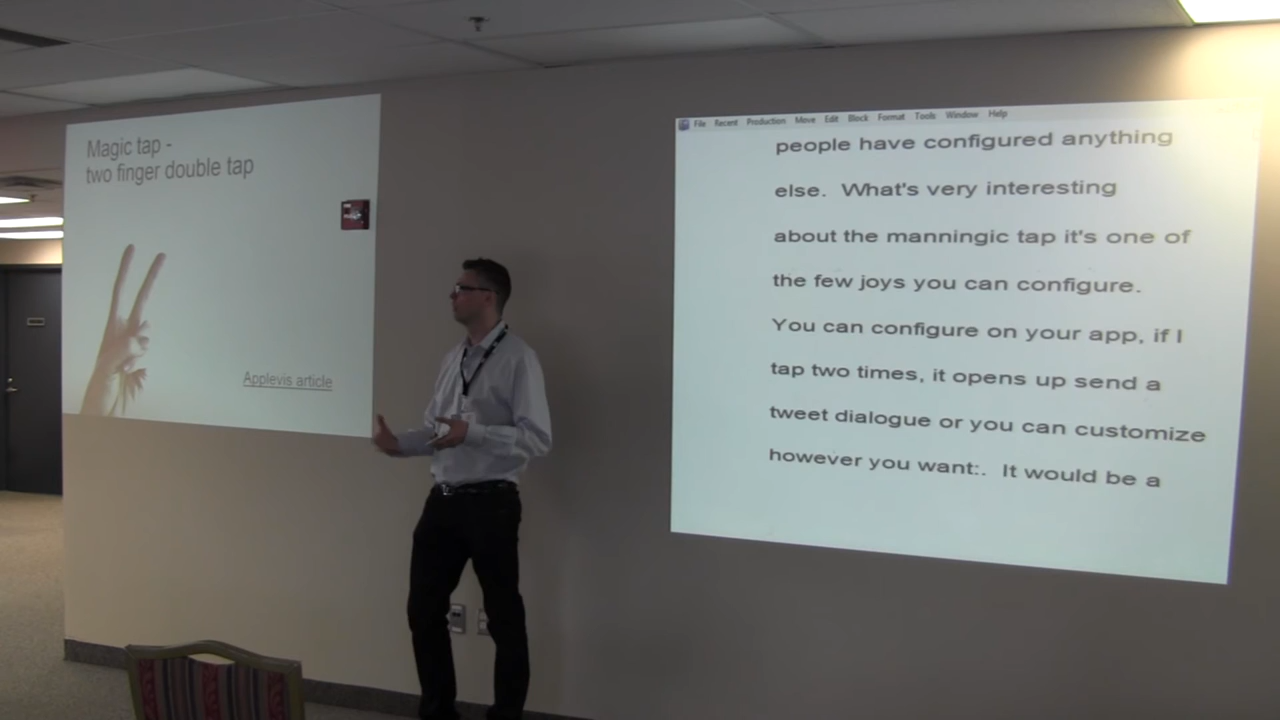 Magic tap -
two finger double tap
Applevis article
File Recent Production Move Edit Block Format Tools Window Help
people have configured anything
else. What's very interesting
about the manningic tap it's one of
the few joys you can configure.
You can configure on your app, if I
tap two times, it opens up send a
tweet dialogue or you can customize
however you want:. It would be a